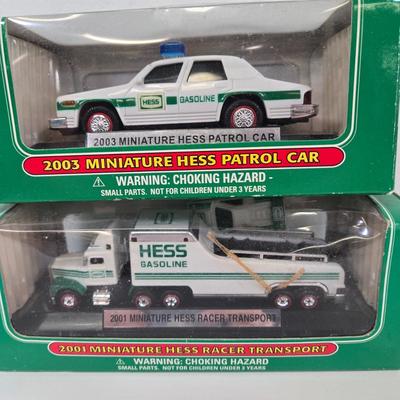 HESS
GASOLINE
2003 MINIATURE HESS PATROL CAR
2003 MINIATURE HESS PATROL CAR
WARNING: CHOKING HAZARD -
SMALL PARTS. NOT FOR CHILDREN UNDER 3 YEARS
HESS
GASOLINE
2001 MINIATURE HESS RACER TRANSPORT
2001 MINIATURE HESS RACER TRANSPORT
WARNING: CHOKING HAZARD
SMALL PARTS. NOT FOR CHILDREN UNDER 3 YEARS